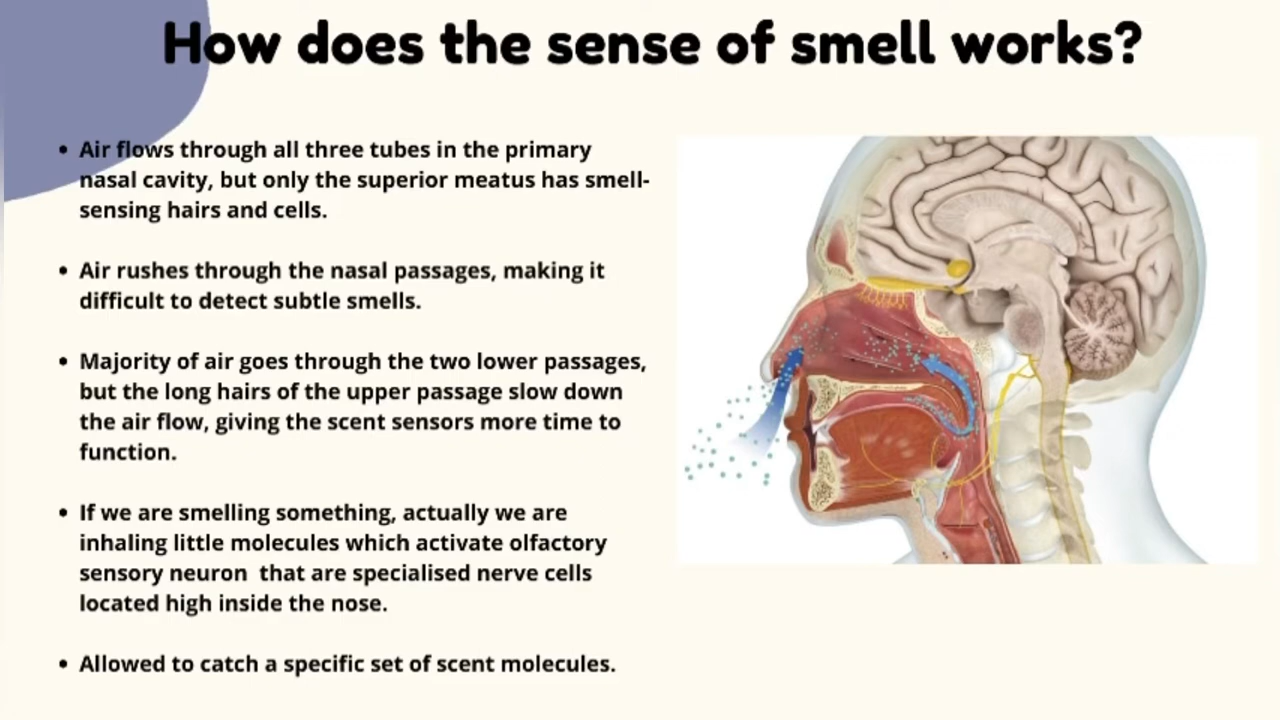 How does the sense of smell works?
• Air flows through all three tubes in the primary
nasal cavity, but only the superior meatus has smell-
sensing hairs and cells.
• Air rushes through the nasal passages, making it
difficult to detect subtle smells.
• Majority of air goes through the two lower passages,
but the long hairs of the upper passage slow down
the air flow, giving the scent sensors more time to
function.
• If we are smelling something, actually we are
inhaling little molecules which activate olfactory
sensory neuron  that are specialised nerve cells
located high inside the nose.
• Allowed to catch a specific set of scent molecules.